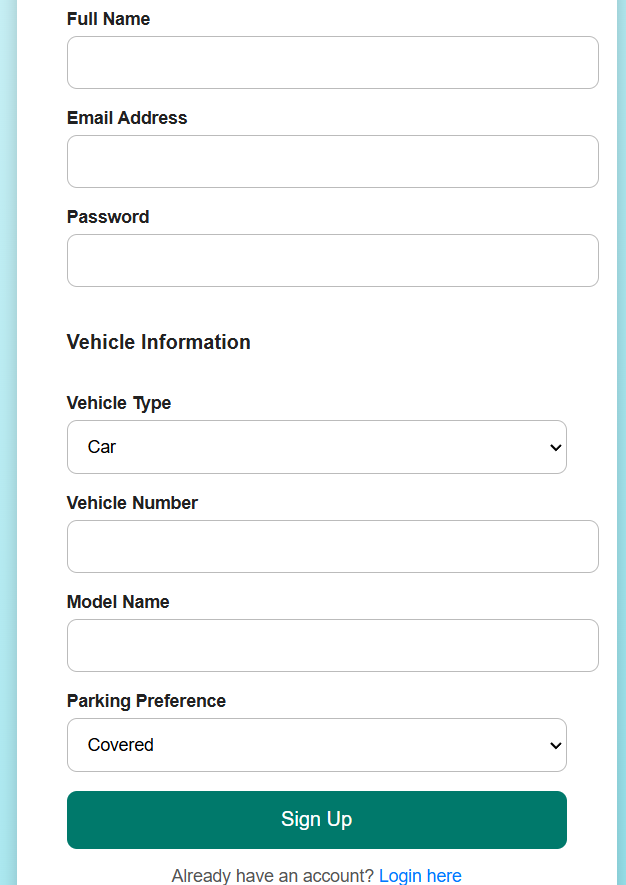 Full Name
Email Address
Password
Vehicle Information
Vehicle Type
Car
Vehicle Number
Model Name
Parking Preference
Covered
Sign Up
Already have an account? Login here